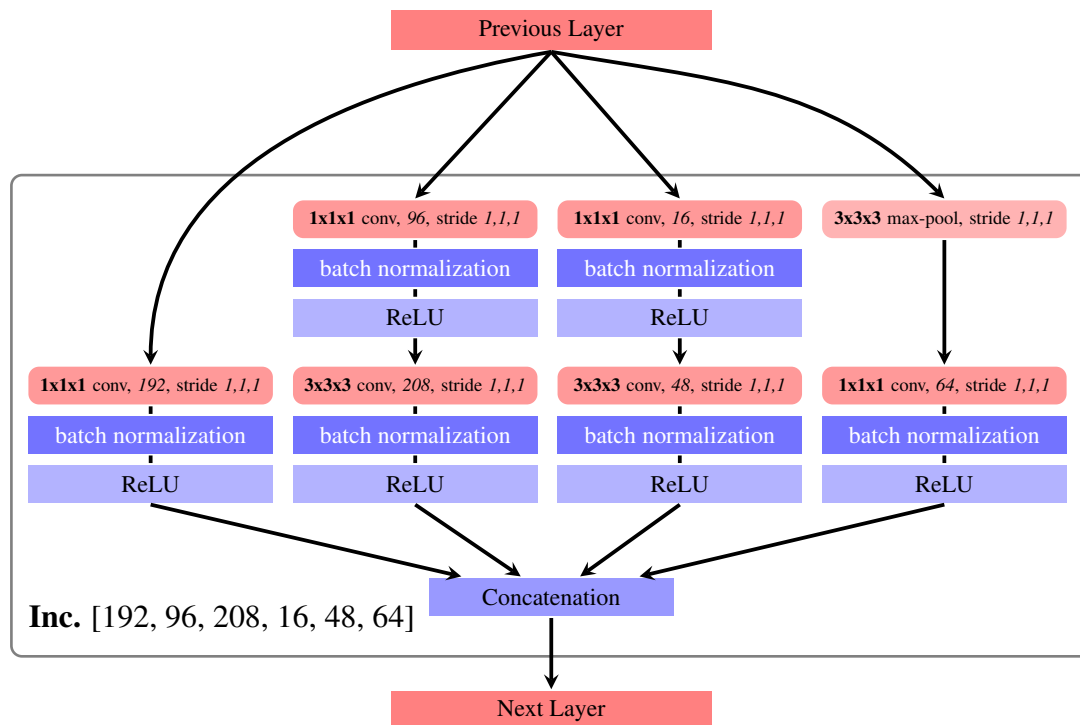 Previous Layer
1x1x1 conv, 96, stride 1,1,1
1x1x1 conv, 16, stride 1,1,1
3x3x3 max-pool, stride 1,1,1
batch normalization
batch normalization
ReLU
ReLU
1x1x1 conv, 192, stride 1,1,1
3x3x3 conv, 208, stride 1,1,1
3x3x3 conv, 48, stride 1,1,1
1x1x1 conv, 64, stride 1,1,1
batch normalization
batch normalization
batch normalization
batch normalization
ReLU
ReLU
ReLU
ReLU
Concatenation
Inc. [192, 96, 208, 16, 48, 64]
Next Layer